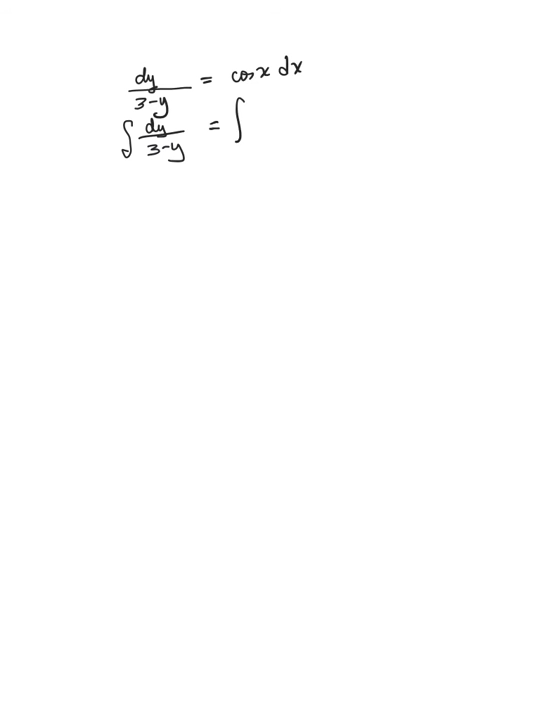 dy/(3-y) = cos x dx
∫ dy/(3-y) = ∫